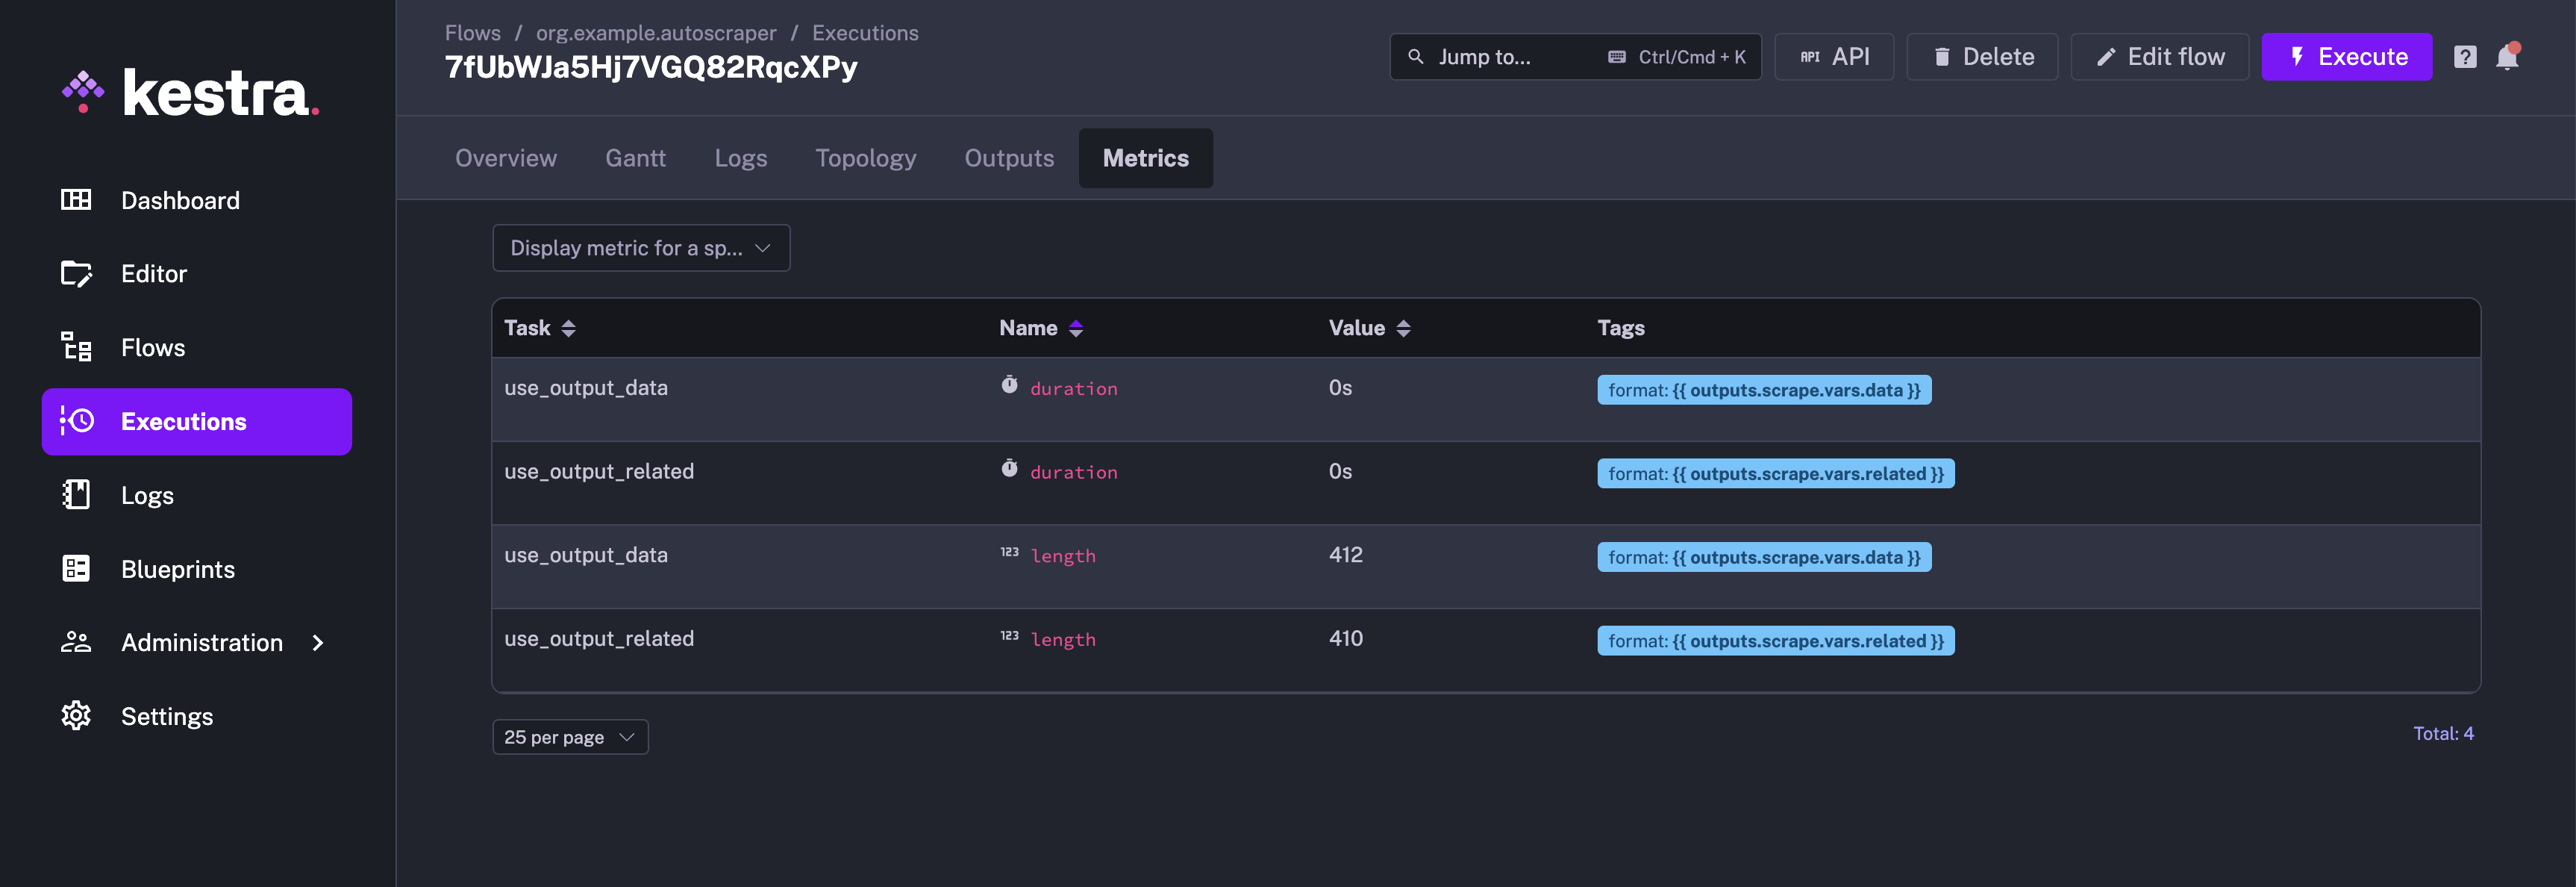 kestra.
Dashboard
Editor
Flows
Executions
Logs
Blueprints
Administration
Settings
Flows / org.example.autoscraper / Executions
7fUbWJa5Hj7VGQ82RqcXPy
Jump to... Ctrl/Cmd + K
API API
Delete
Edit flow
Execute
?
Overview Gantt Logs Topology Outputs Metrics
Display metric for a sp...
Task Name Value Tags
use_output_data duration 0s format: {{ outputs.scrape.vars.data }}
use_output_related duration 0s format: {{ outputs.scrape.vars.related }}
use_output_data 123 length 412 format: {{ outputs.scrape.vars.data }}
use_output_related 123 length 410 format: {{ outputs.scrape.vars.related }}
25 per page
Total: 4